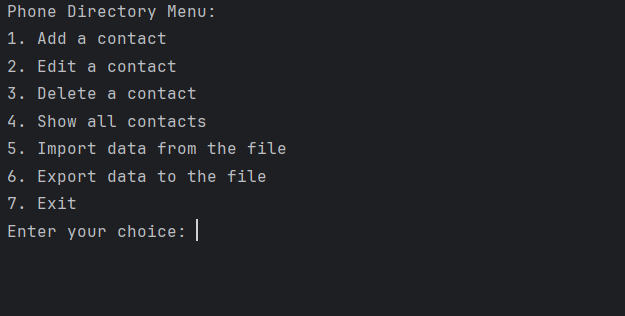 Phone Directory Menu:
1. Add a contact
2. Edit a contact
3. Delete a contact
4. Show all contacts
5. Import data from the file
6. Export data to the file
7. Exit
Enter your choice: